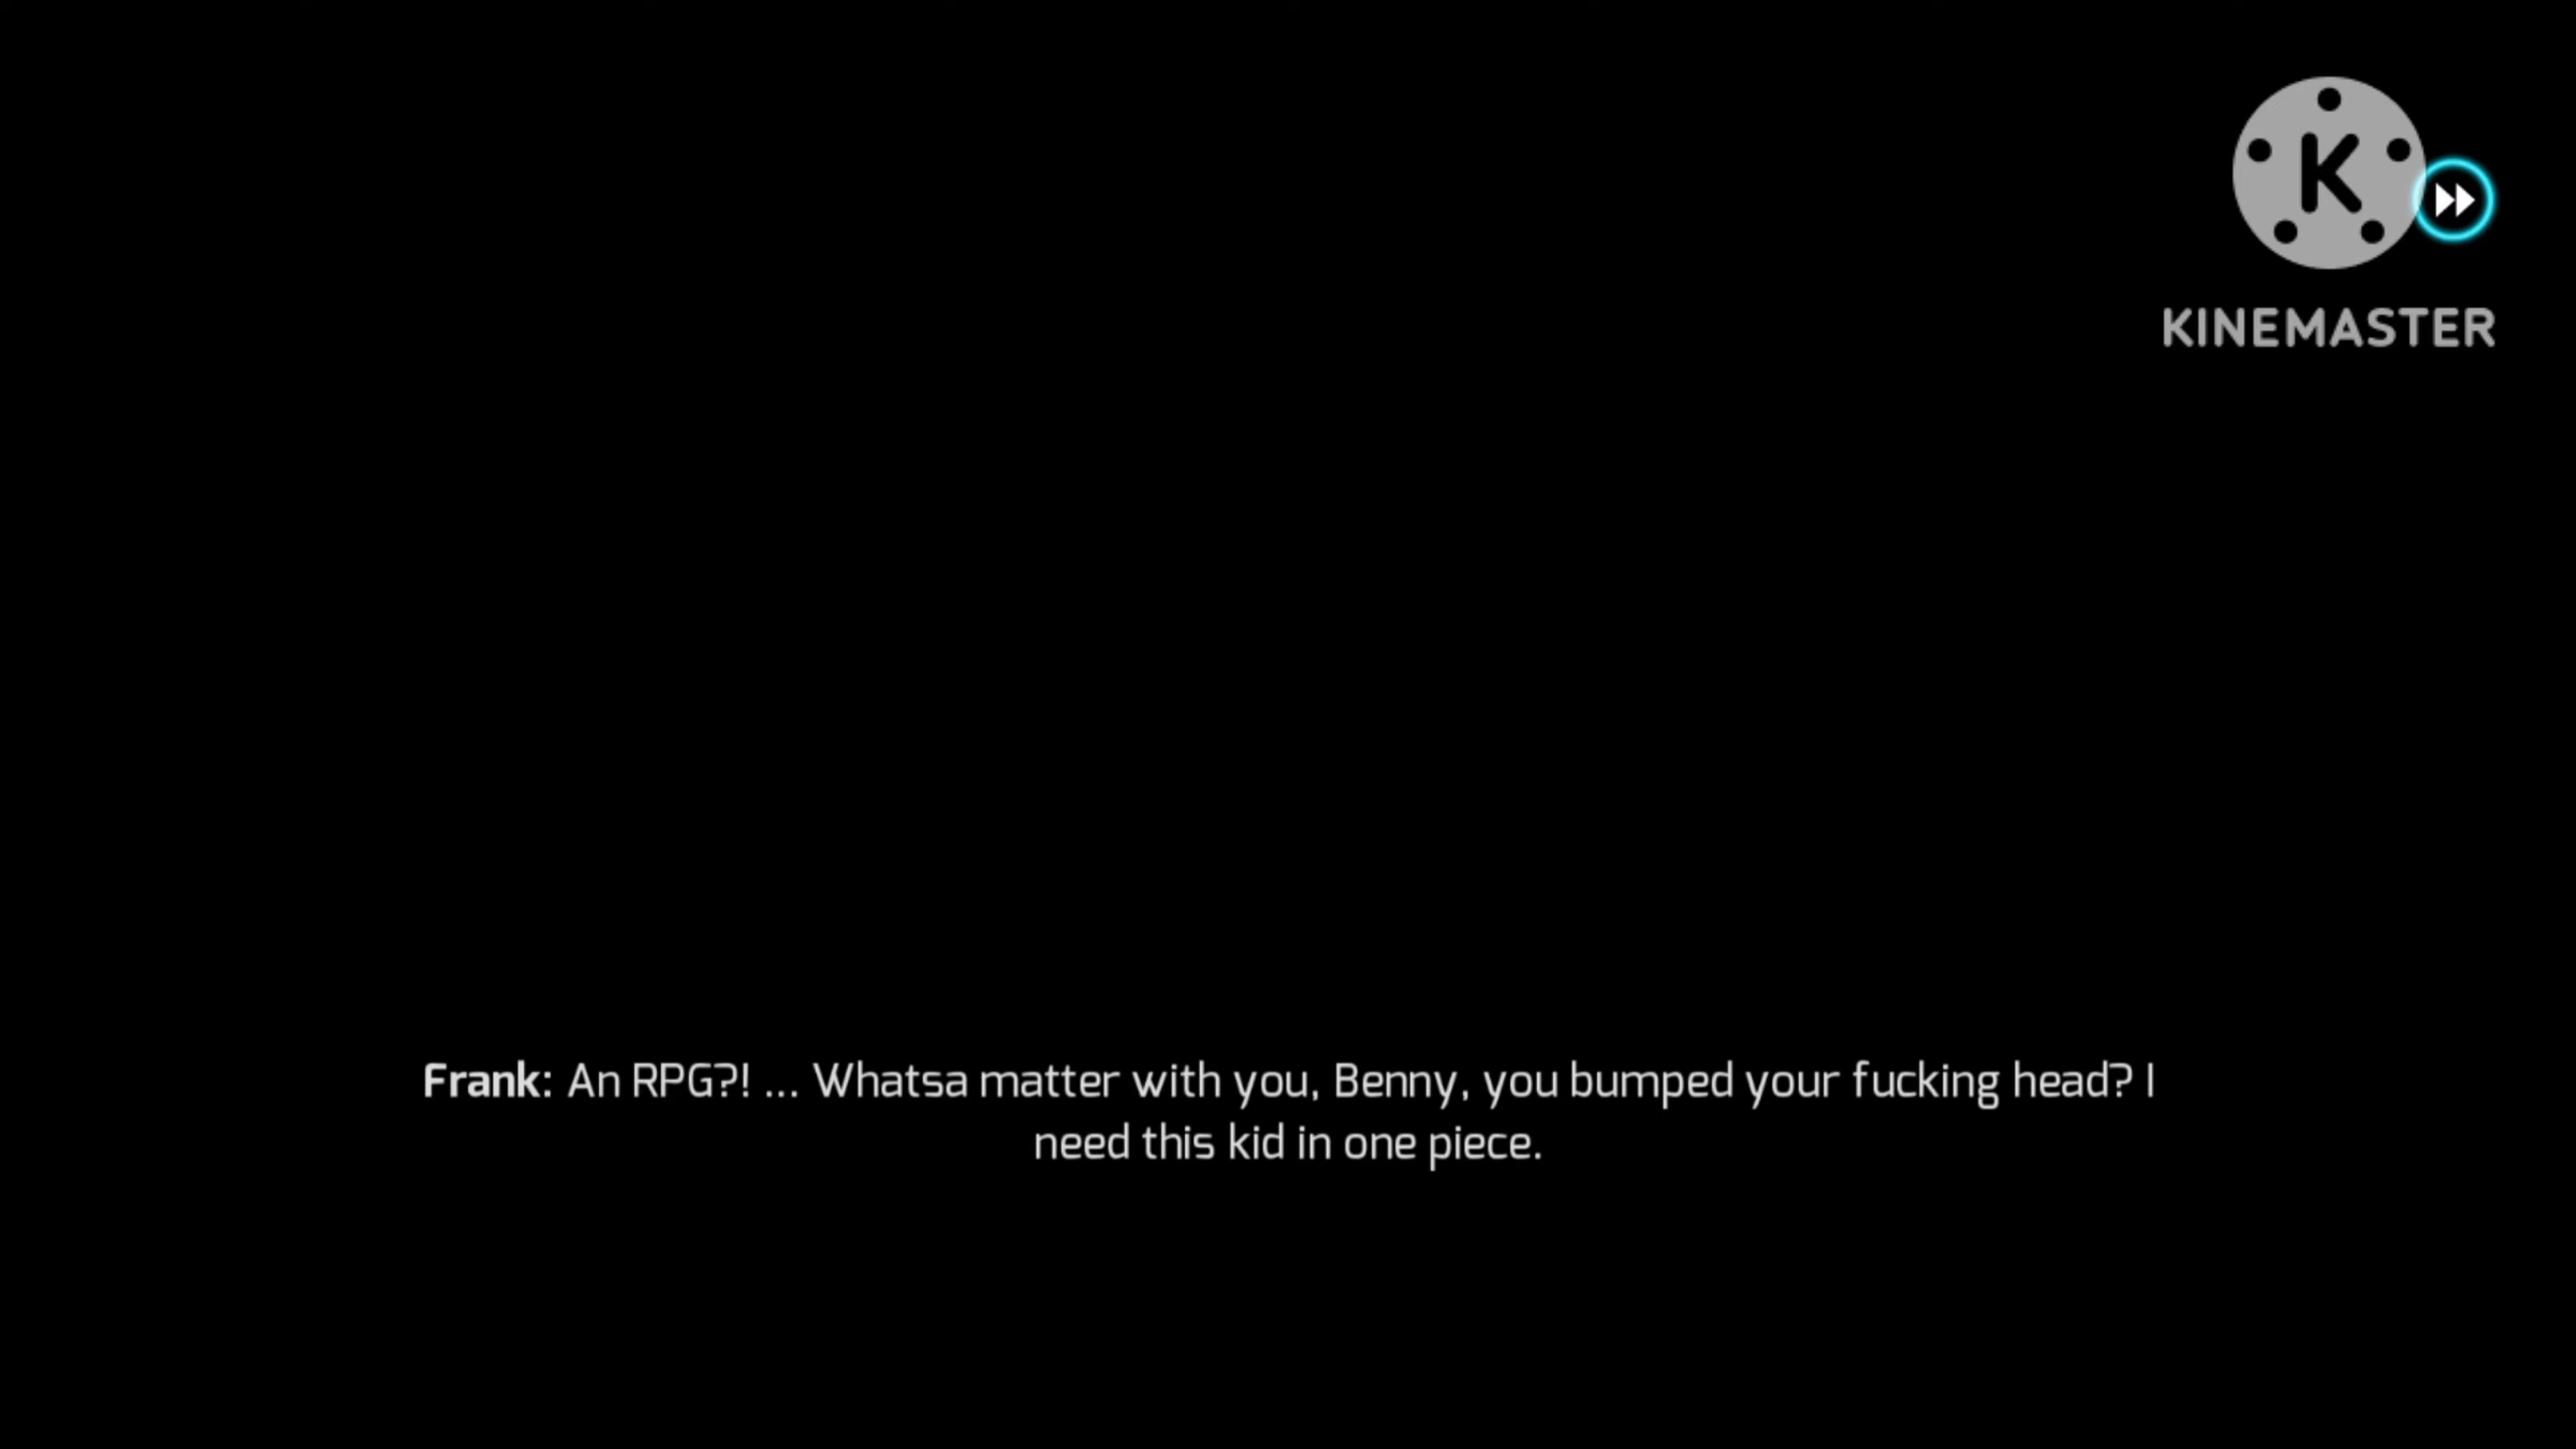 K
KINEMASTER
Frank: An RPG?! ... Whatsa matter with you, Benny, you bumped your fucking head? I
need this kid in one piece.